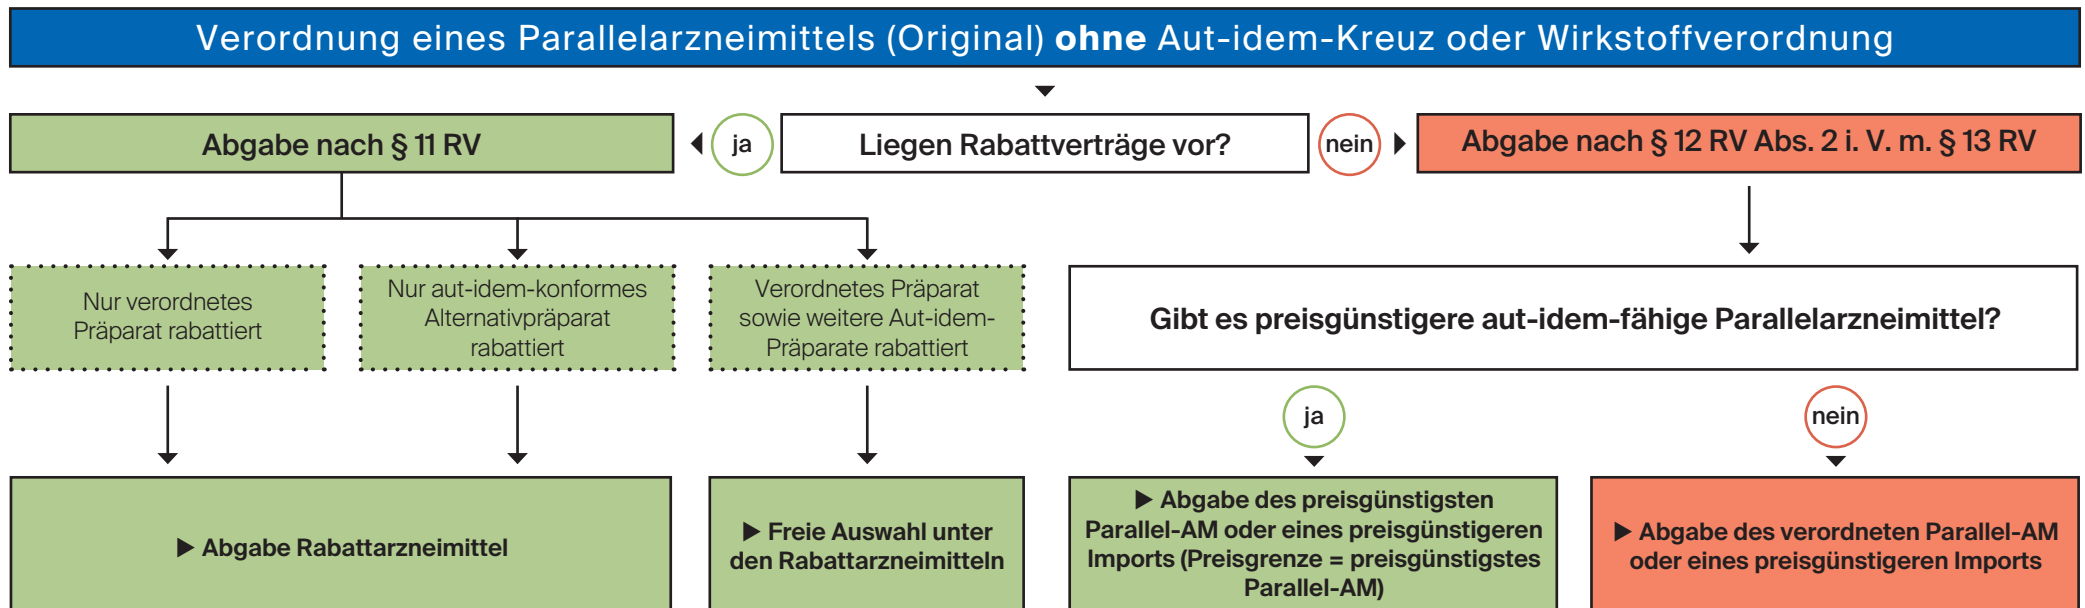 Verordnung eines Parallelarzneimittels (Original) ohne Aut-idem-Kreuz oder Wirkstoffverordnung
Abgabe nach § 11 RV
ja
Liegen Rabattverträge vor?
nein
Abgabe nach § 12 RV Abs. 2 i. V. m. § 13 RV
Nur verordnetes
Präparat rabattiert
Nur aut-idem-konformes
Alternativpräparat
rabattiert
Verordnetes Präparat
sowie weitere Aut-idem-
Präparate rabattiert
Gibt es preisgünstigere aut-idem-fähige Parallelarzneimittel?
ja
nein
▶ Abgabe Rabattarzneimittel
▶ Freie Auswahl unter
den Rabattarzneimitteln
▶ Abgabe des preisgünstigsten
Parallel-AM oder eines preisgünstigeren
Imports (Preisgrenze = preisgünstigstes
Parallel-AM)
▶ Abgabe des verordneten Parallel-AM
oder eines preisgünstigeren Imports